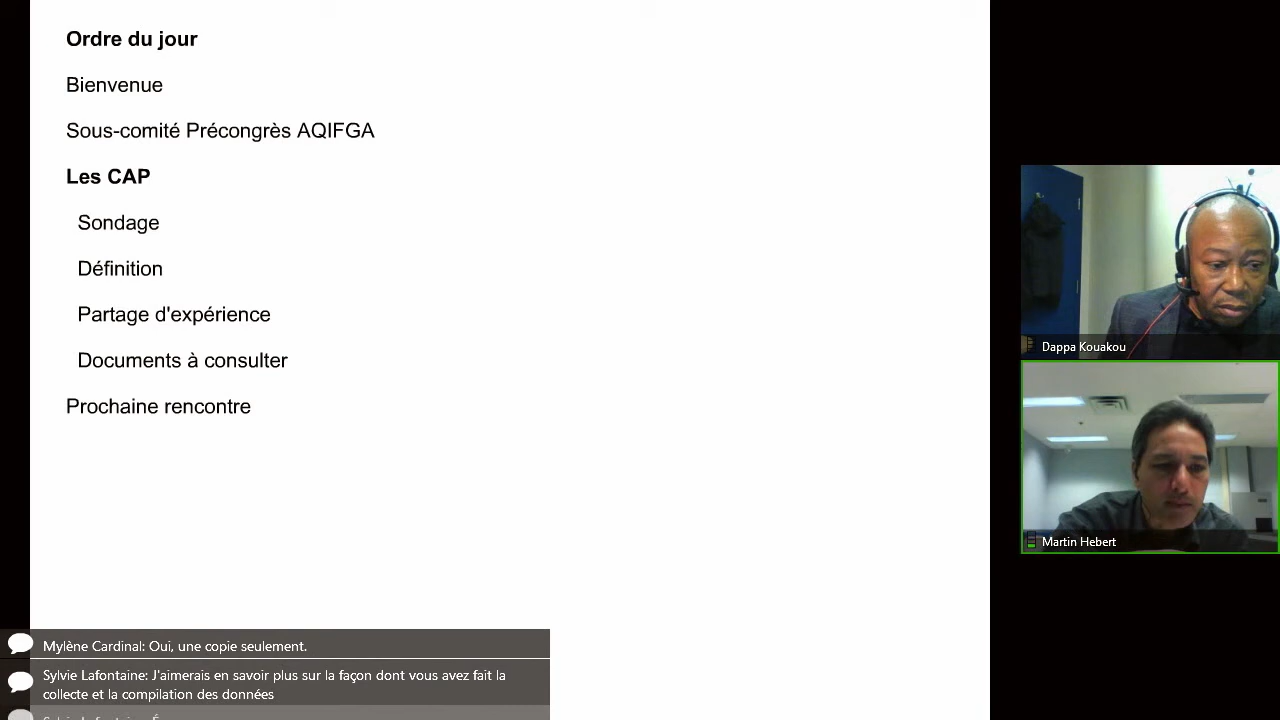 Ordre du jour
Bienvenue
Sous-comité Précongrès AQIFGA
Les CAP
Sondage
Définition
Partage d'expérience
Documents à consulter
Prochaine rencontre
Dappa Kouakou
Martin Hebert
Mylène Cardinal: Oui, une copie seulement.
Sylvie Lafontaine: J'aimerais en savoir plus sur la façon dont vous avez fait la
collecte et la compilation des données